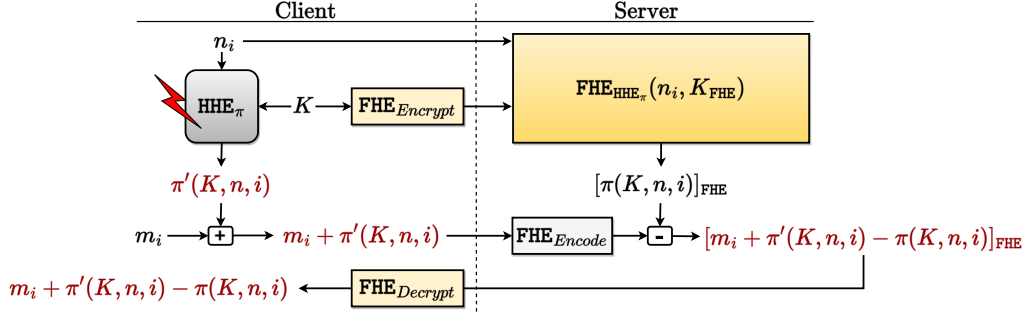 Client Server
n_i
HHE_π K FHE_Encrypt FHE_HHE_π(n_i, K_FHE)
π′(K, n, i) [π(K, n, i)]_FHE
m_i + m_i + π′(K, n, i) FHE_Encode - [m_i + π′(K, n, i) − π(K, n, i)]_FHE
m_i + π′(K, n, i) − π(K, n, i) FHE_Decrypt